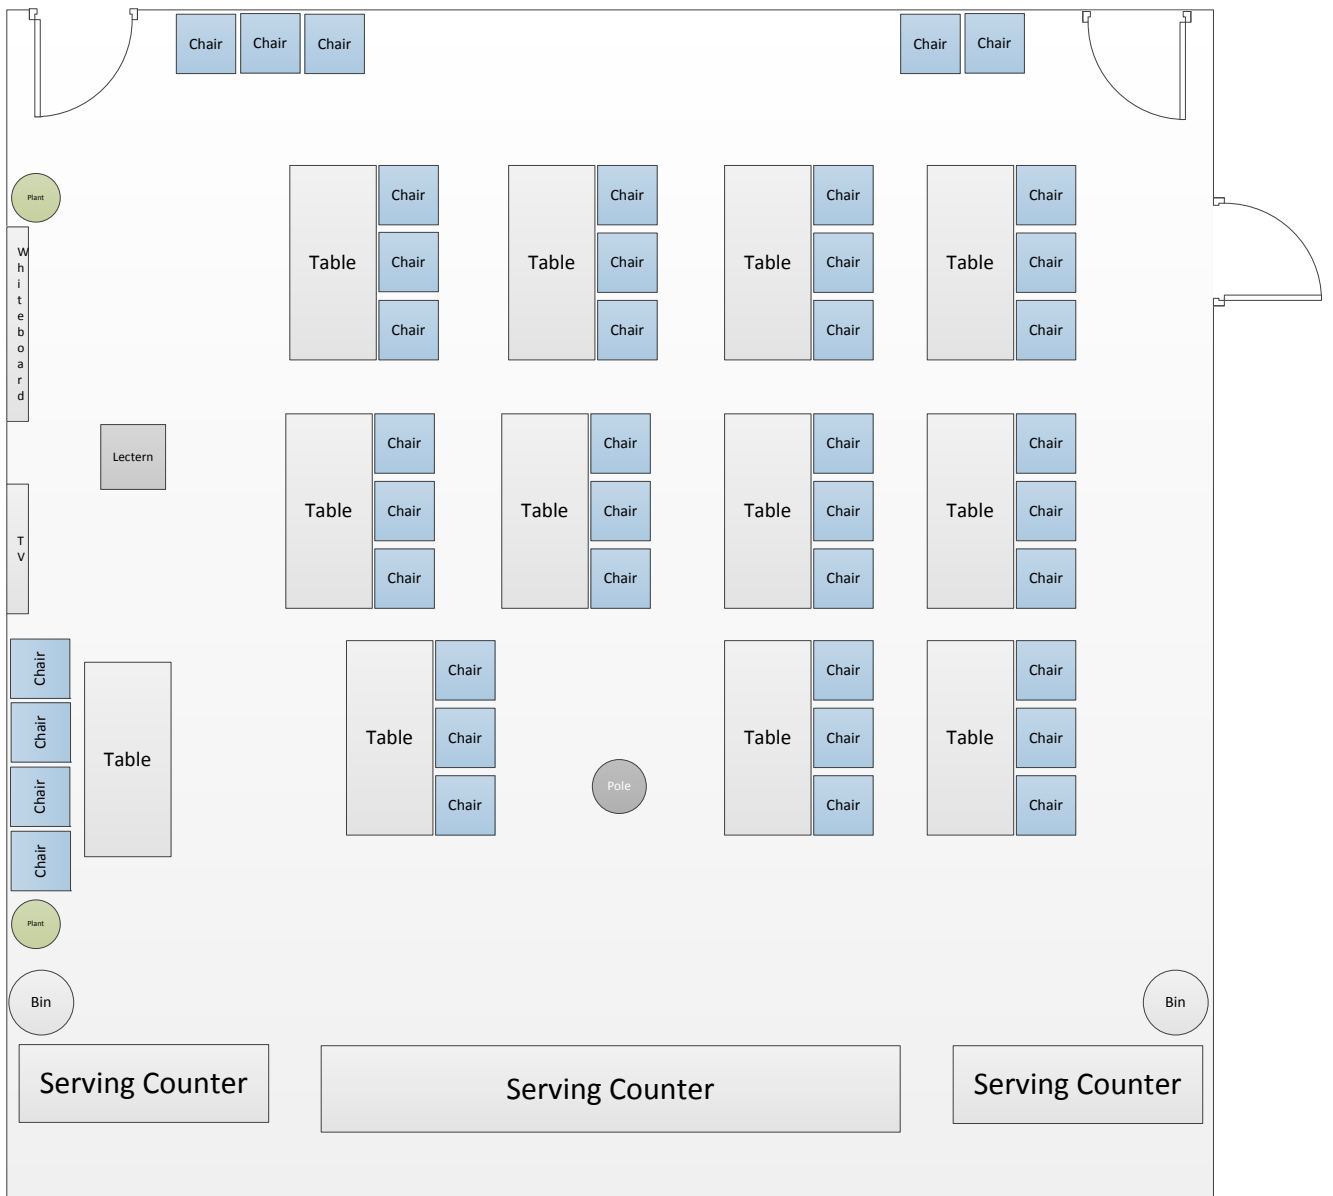 Chair Chair Chair Chair Chair
Plant
Chair Chair Chair Chair
Whiteboard
Table Chair Table Chair Table Chair Table Chair
Chair Chair Chair Chair
Chair Chair Chair Chair
Lectern
Table Chair Table Chair Table Chair Table Chair
TV
Chair Chair Chair Chair
Chair
Chair Chair Chair
Chair
Table Chair Table Chair Table Chair
Table
Pole
Chair
Chair Chair Chair
Chair
Plant
Bin Bin
Serving Counter Serving Counter Serving Counter